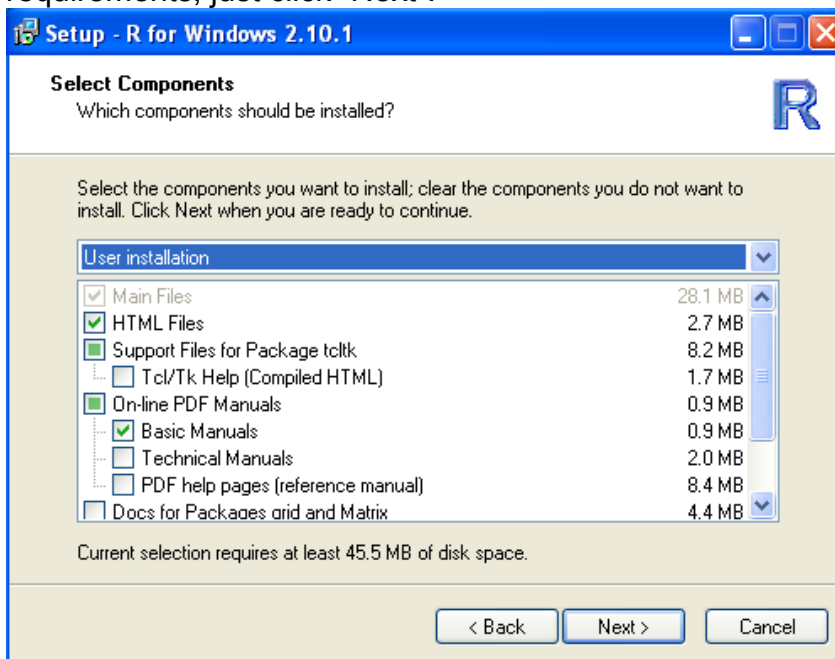 requirements, just click 'Next'.
Setup - R for Windows 2.10.1
Select Components
Which components should be installed?
R
Select the components you want to install; clear the components you do not want to
install. Click Next when you are ready to continue.
User installation
Main Files 28.1 MB
HTML Files 2.7 MB
Support Files for Package tcltk 8.2 MB
Tcl/Tk Help (Compiled HTML) 1.7 MB
On-line PDF Manuals 0.9 MB
Basic Manuals 0.9 MB
Technical Manuals 2.0 MB
PDF help pages (reference manual) 8.4 MB
Docs for Packages grid and Matrix 4.4 MB
Current selection requires at least 45.5 MB of disk space.
< Back Next > Cancel